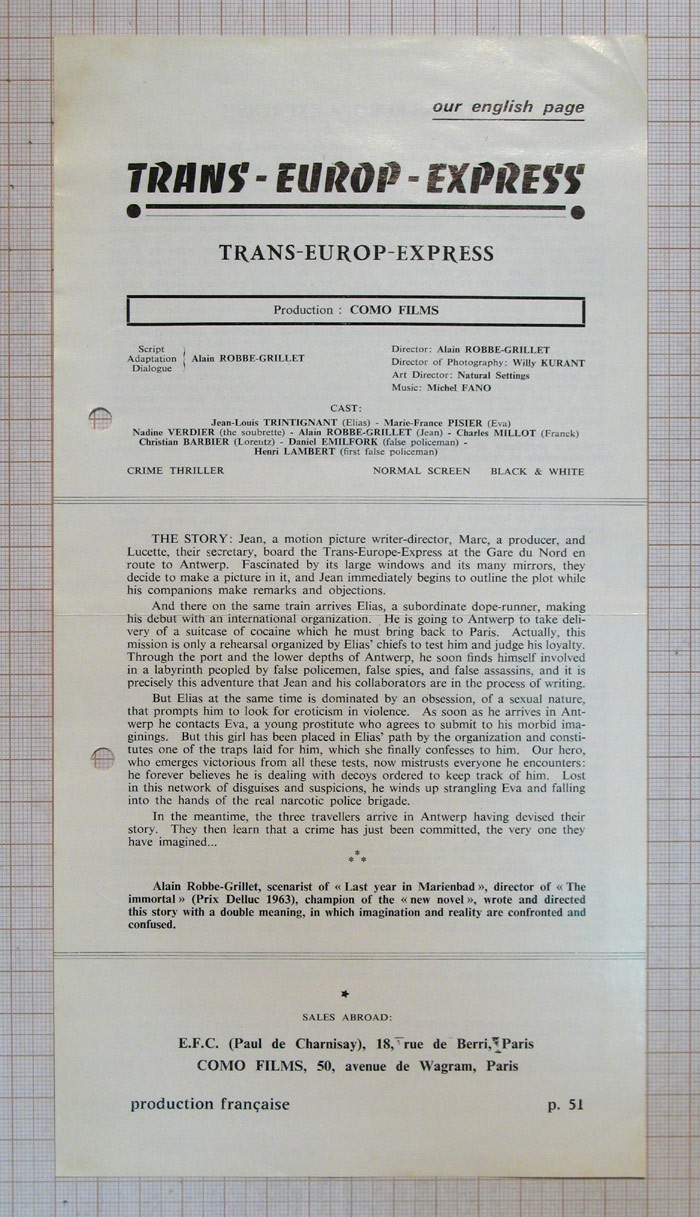 our english page
TRANS - EUROP - EXPRESS
TRANS-EUROP-EXPRESS
Production : COMO FILMS
Script
Adaptation
Dialogue
Alain ROBBE-GRILLET
Director: Alain ROBBE-GRILLET
Director of Photography: Willy KURANT
Art Director: Natural Settings
Music: Michel FANO
CAST:
Jean-Louis TRINTIGNANT (Elias) - Marie-France PISIER (Eva)
Nadine VERDIER (the soubrette) - Alain ROBBE-GRILLET (Jean) - Charles MILLOT (Franck)
Christian BARBIER (Lorentz) - Daniel EMILFORK (false policeman) -
Henri LAMBERT (first false policeman)
CRIME THRILLER NORMAL SCREEN BLACK & WHITE
THE STORY: Jean, a motion picture writer-director, Marc, a producer, and
Lucette, their secretary, board the Trans-Europe-Express at the Gare du Nord en
route to Antwerp. Fascinated by its large windows and its many mirrors, they
decide to make a picture in it, and Jean immediately begins to outline the plot while
his companions make remarks and objections.
And there on the same train arrives Elias, a subordinate dope-runner, making
his debut with an international organization. He is going to Antwerp to take deli-
very of a suitcase of cocaine which he must bring back to Paris. Actually, this
mission is only a rehearsal organized by Elias' chiefs to test him and judge his loyalty.
Through the port and the lower depths of Antwerp, he soon finds himself involved
in a labyrinth peopled by false policemen, false spies, and false assassins, and it is
precisely this adventure that Jean and his collaborators are in the process of writing.
But Elias at the same time is dominated by an obsession, of a sexual nature,
that prompts him to look for eroticism in violence. As soon as he arrives in Ant-
werp he contacts Eva, a young prostitute who agrees to submit to his morbid ima-
ginings. But this girl has been placed in Elias' path by the organization and consti-
tutes one of the traps laid for him, which she finally confesses to him. Our hero,
who emerges victorious from all these tests, now mistrusts everyone he encounters:
he forever believes he is dealing with decoys ordered to keep track of him. Lost
in this network of disguises and suspicions, he winds up strangling Eva and falling
into the hands of the real narcotic police brigade.
In the meantime, the three travellers arrive in Antwerp having devised their
story. They then learn that a crime has just been committed, the very one they
have imagined...
Alain Robbe-Grillet, scenarist of « Last year in Marienbad », director of « The
immortal » (Prix Delluc 1963), champion of the « new novel », wrote and directed
this story with a double meaning, in which imagination and reality are confronted and
confused.
SALES ABROAD:
E.F.C. (Paul de Charnisay), 18, rue de Berri, Paris
COMO FILMS, 50, avenue de Wagram, Paris
production française p. 51